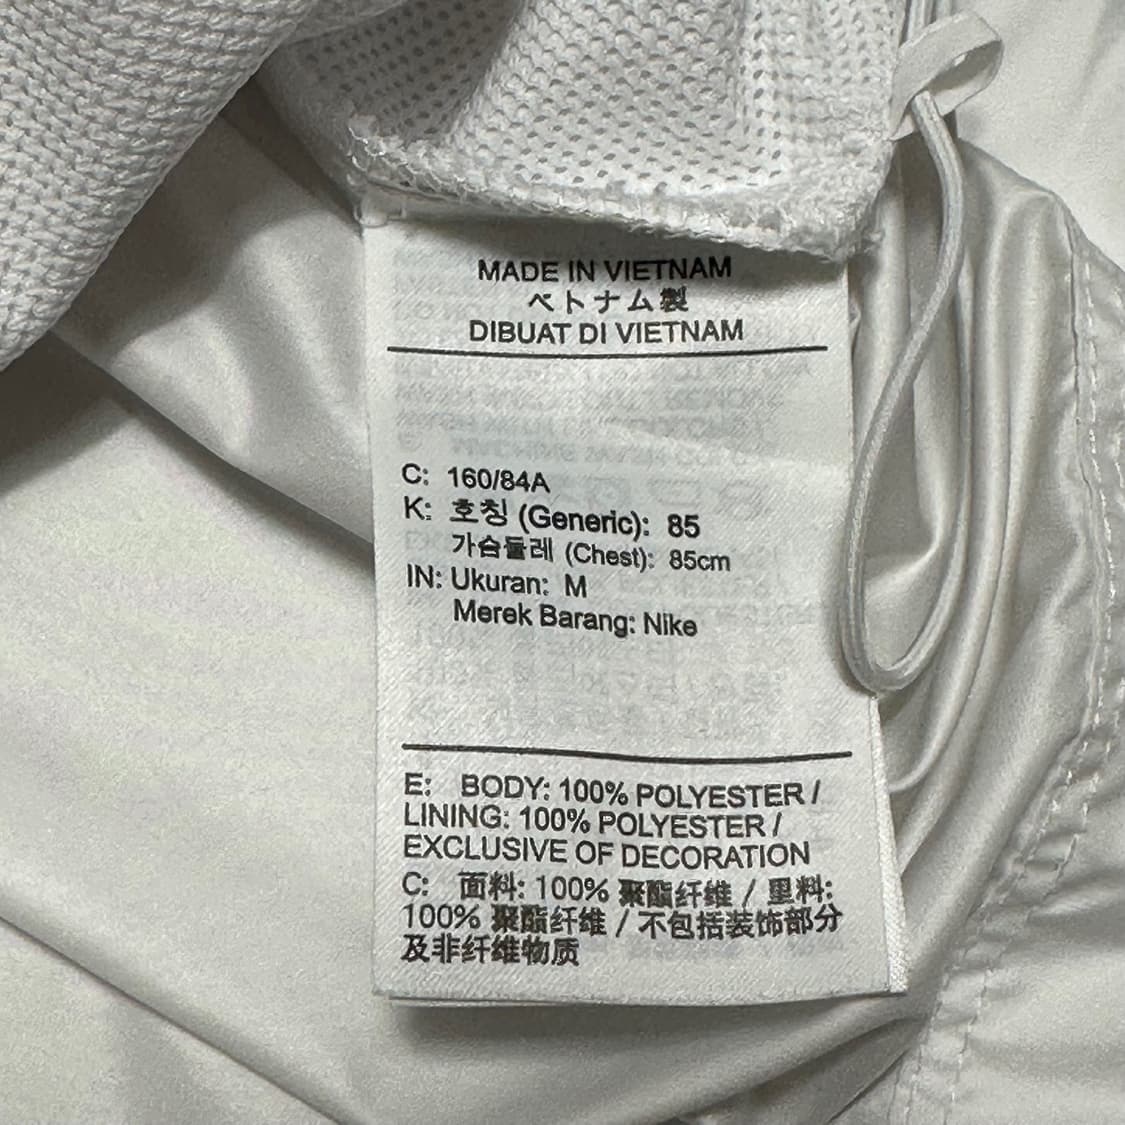 MADE IN VIETNAM
ベトナム製
DIBUAT DI VIETNAM
C: 160/84A
K: 호칭 (Generic): 85
가슴둘레 (Chest): 85cm
IN: Ukuran: M
Merek Barang: Nike
E: BODY: 100% POLYESTER /
LINING: 100% POLYESTER /
EXCLUSIVE OF DECORATION
C: 面料: 100% 聚酯纤维 / 里料:
100% 聚酯纤维 / 不包括装饰部分
及非纤维物质